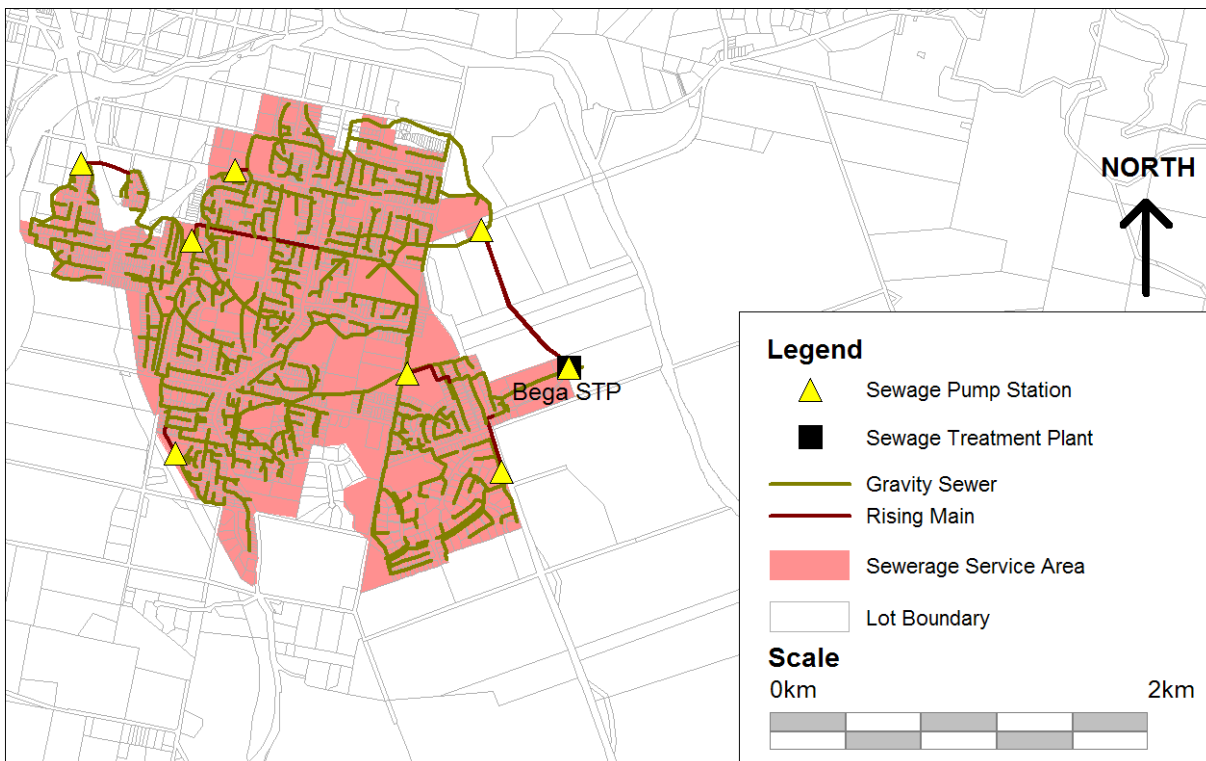 NORTH
Bega STP
Legend
Sewage Pump Station
Sewage Treatment Plant
Gravity Sewer
Rising Main
Sewerage Service Area
Lot Boundary
Scale
0km 2km